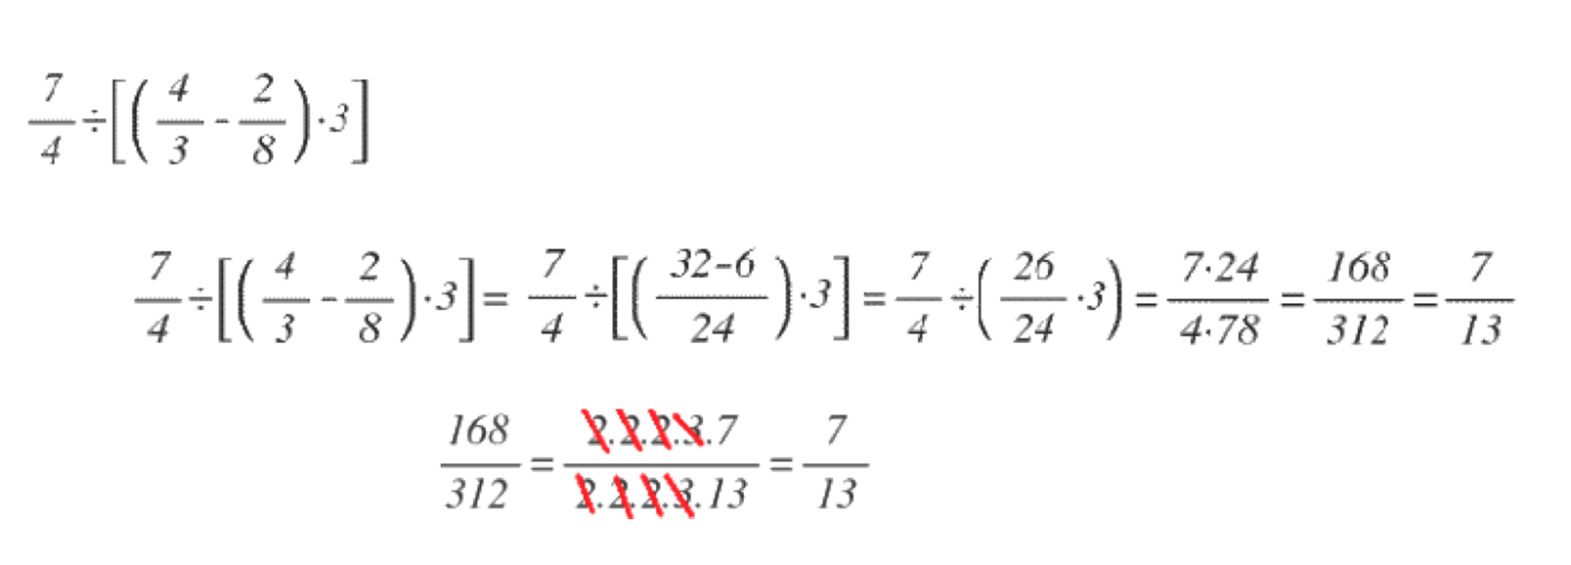 7/4 ÷ [(4/3 - 2/8) · 3]
7/4 ÷ [(4/3 - 2/8) · 3] = 7/4 ÷ [((32-6)/24) · 3] = 7/4 ÷ (26/24 · 3) = (7·24)/(4·78) = 168/312 = 7/13
168/312 = (2.2.2.3.7)/(2.2.2.3.13) = 7/13